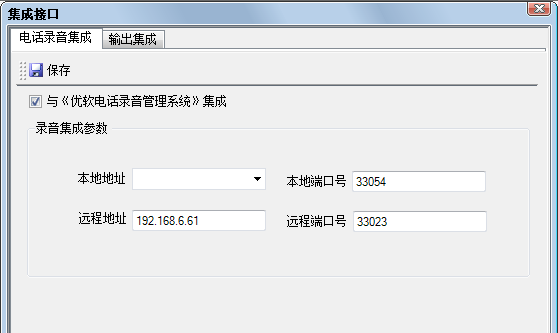 集成接口
电话录音集成 输出集成
保存
与《优软电话录音管理系统》集成
录音集成参数
本地地址 本地端口号 33054
远程地址 192.168.6.61 远程端口号 33023